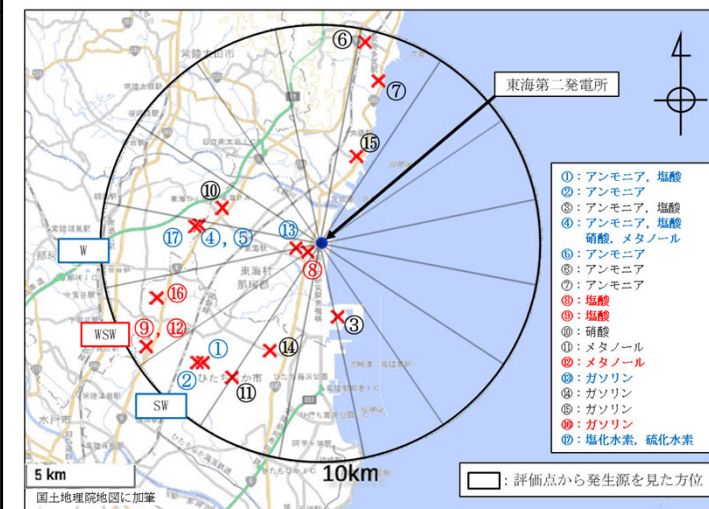 常陸太田市
⑥
⑦
東海第二発電所
⑮
⑩
⑬
⑰ ④,⑤
W
⑧
東海村
那珂郡
⑯
WSW
⑨,⑫
③
①
⑭
②
ひたちなか市
⑪
SW
水戸市
5 km
10km
国土地理院地図に加筆
①：アンモニア，塩酸
②：アンモニア
③：アンモニア，塩酸
④：アンモニア，塩酸
硝酸，メタノール
⑤：アンモニア
⑥：アンモニア
⑦：アンモニア
⑧：塩酸
⑨：塩酸
⑩：硝酸
⑪：メタノール
⑫：メタノール
⑬：ガソリン
⑭：ガソリン
⑮：ガソリン
⑯：ガソリン
⑰：塩化水素，硫化水素
：評価点から発生源を見た方位